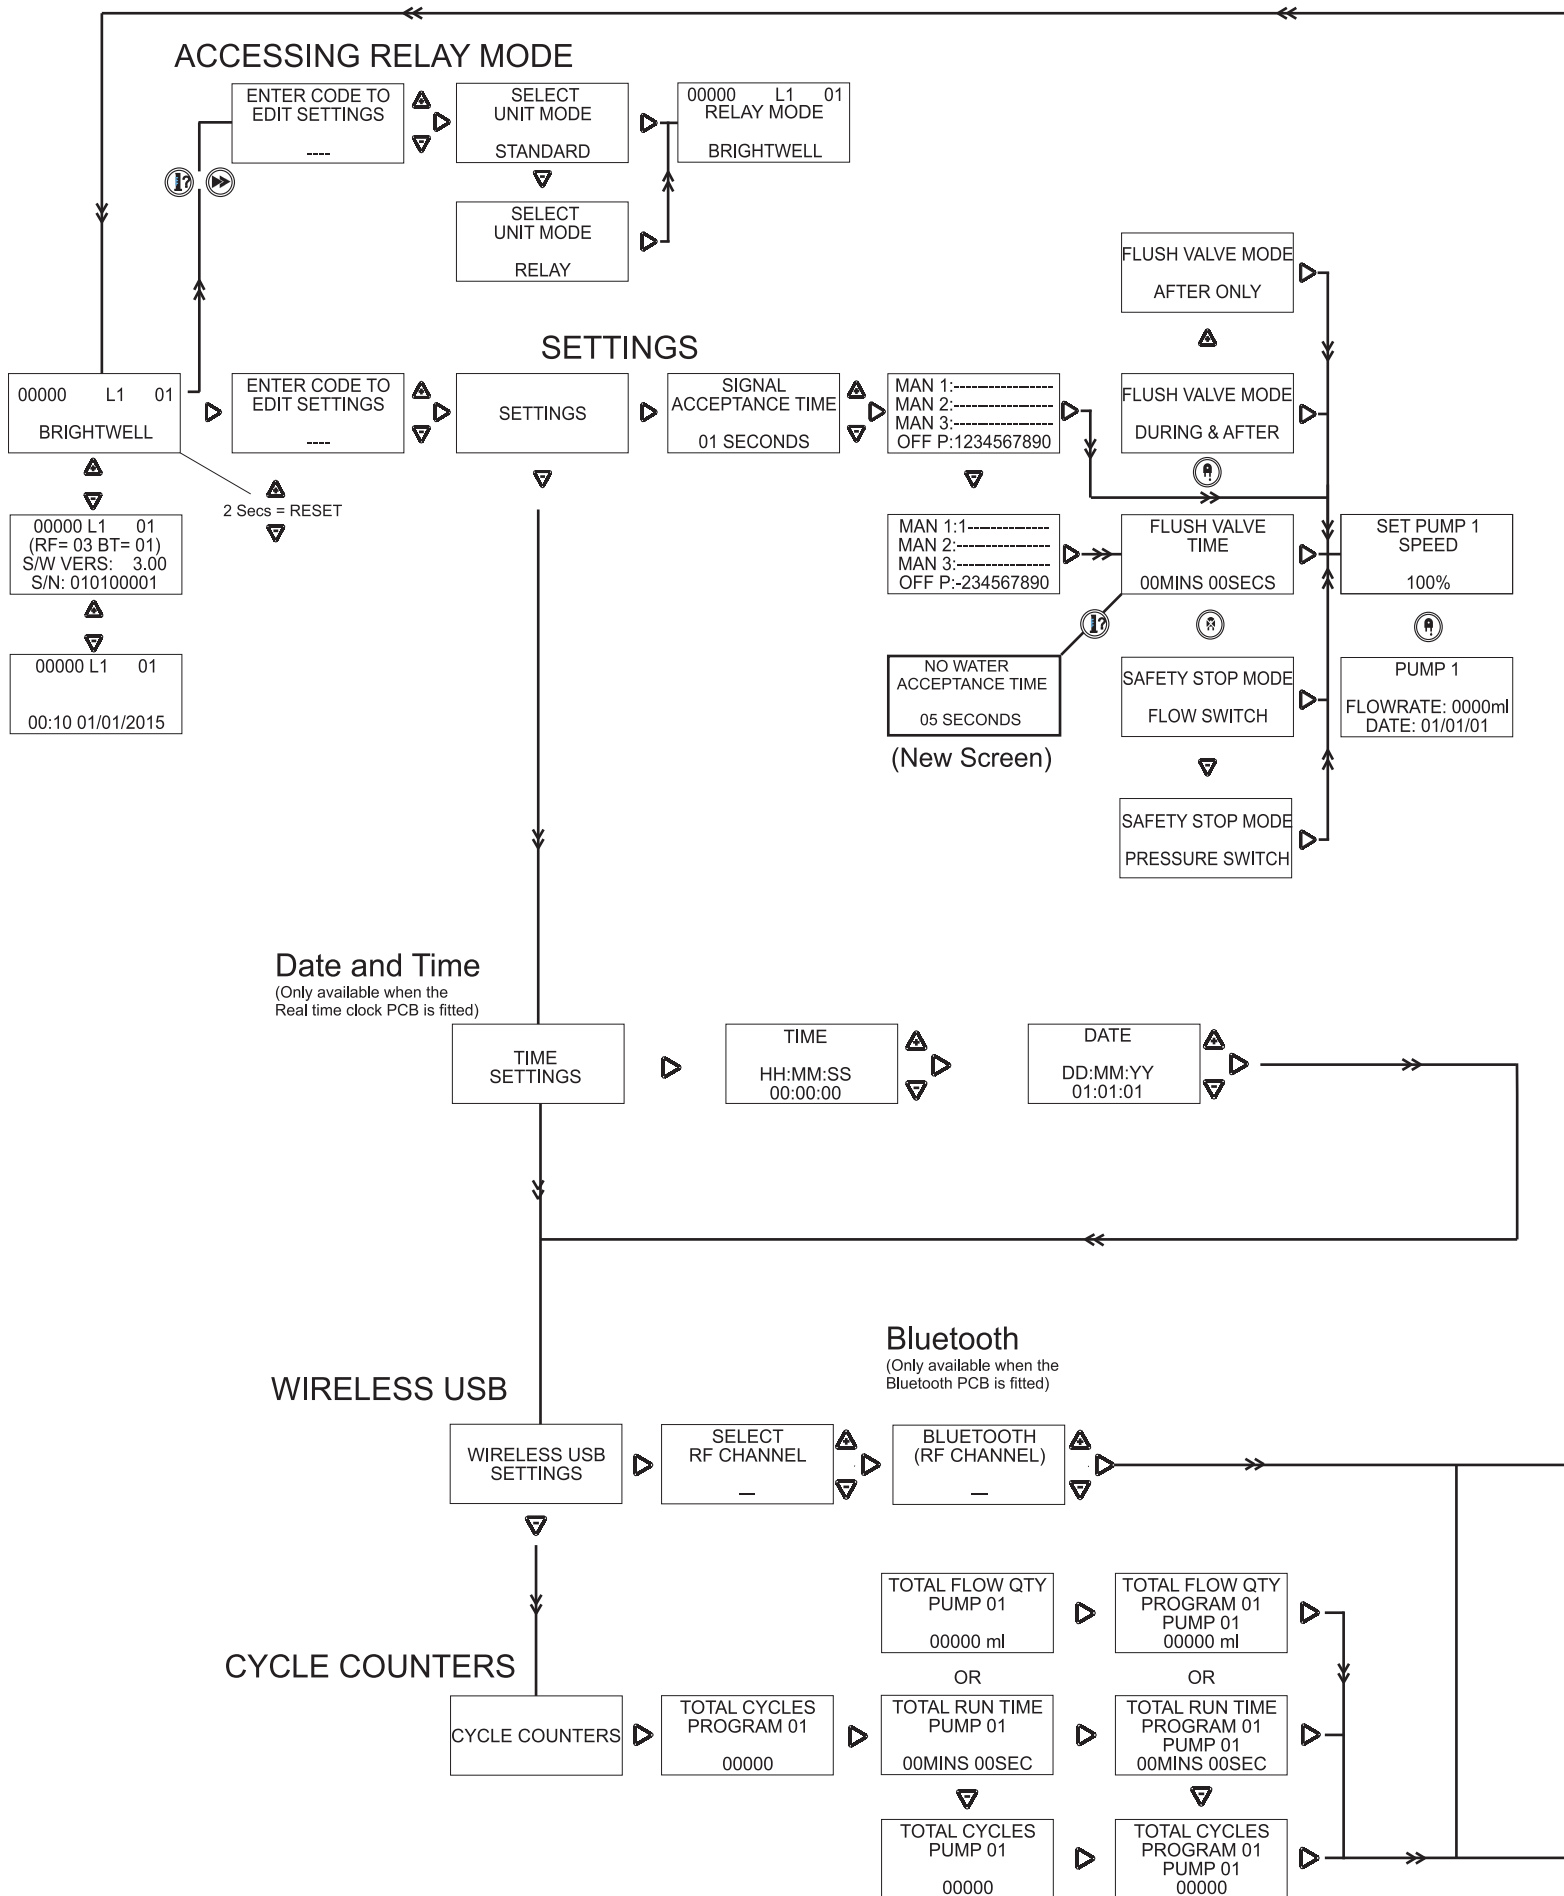 ACCESSING RELAY MODE
ENTER CODE TO
EDIT SETTINGS
----
SELECT
UNIT MODE
STANDARD
00000 L1 01
RELAY MODE
BRIGHTWELL
SELECT
UNIT MODE
RELAY
FLUSH VALVE MODE
AFTER ONLY
SETTINGS
00000 L1 01
BRIGHTWELL
ENTER CODE TO
EDIT SETTINGS
----
SETTINGS
SIGNAL
ACCEPTANCE TIME
01 SECONDS
MAN 1:-----------------
MAN 2:-----------------
MAN 3:-----------------
OFF P:1234567890
FLUSH VALVE MODE
DURING & AFTER
2 Secs = RESET
00000 L1 01
(RF= 03 BT= 01)
S/W VERS: 3.00
S/N: 010100001
MAN 1:1---------------
MAN 2:----------------
MAN 3:----------------
OFF P:-234567890
FLUSH VALVE
TIME
00MINS 00SECS
SET PUMP 1
SPEED
100%
00000 L1 01
00:10 01/01/2015
NO WATER
ACCEPTANCE TIME
05 SECONDS
(New Screen)
SAFETY STOP MODE
FLOW SWITCH
PUMP 1
FLOWRATE: 0000ml
DATE: 01/01/01
SAFETY STOP MODE
PRESSURE SWITCH
Date and Time
(Only available when the
Real time clock PCB is fitted)
TIME
SETTINGS
TIME
HH:MM:SS
00:00:00
DATE
DD:MM:YY
01:01:01
Bluetooth
(Only available when the
Bluetooth PCB is fitted)
WIRELESS USB
WIRELESS USB
SETTINGS
SELECT
RF CHANNEL
—
BLUETOOTH
(RF CHANNEL)
—
TOTAL FLOW QTY
PUMP 01
00000 ml
TOTAL FLOW QTY
PROGRAM 01
PUMP 01
00000 ml
CYCLE COUNTERS
OR
OR
CYCLE COUNTERS
TOTAL CYCLES
PROGRAM 01
00000
TOTAL RUN TIME
PUMP 01
00MINS 00SEC
TOTAL RUN TIME
PROGRAM 01
PUMP 01
00MINS 00SEC
TOTAL CYCLES
PUMP 01
00000
TOTAL CYCLES
PROGRAM 01
PUMP 01
00000